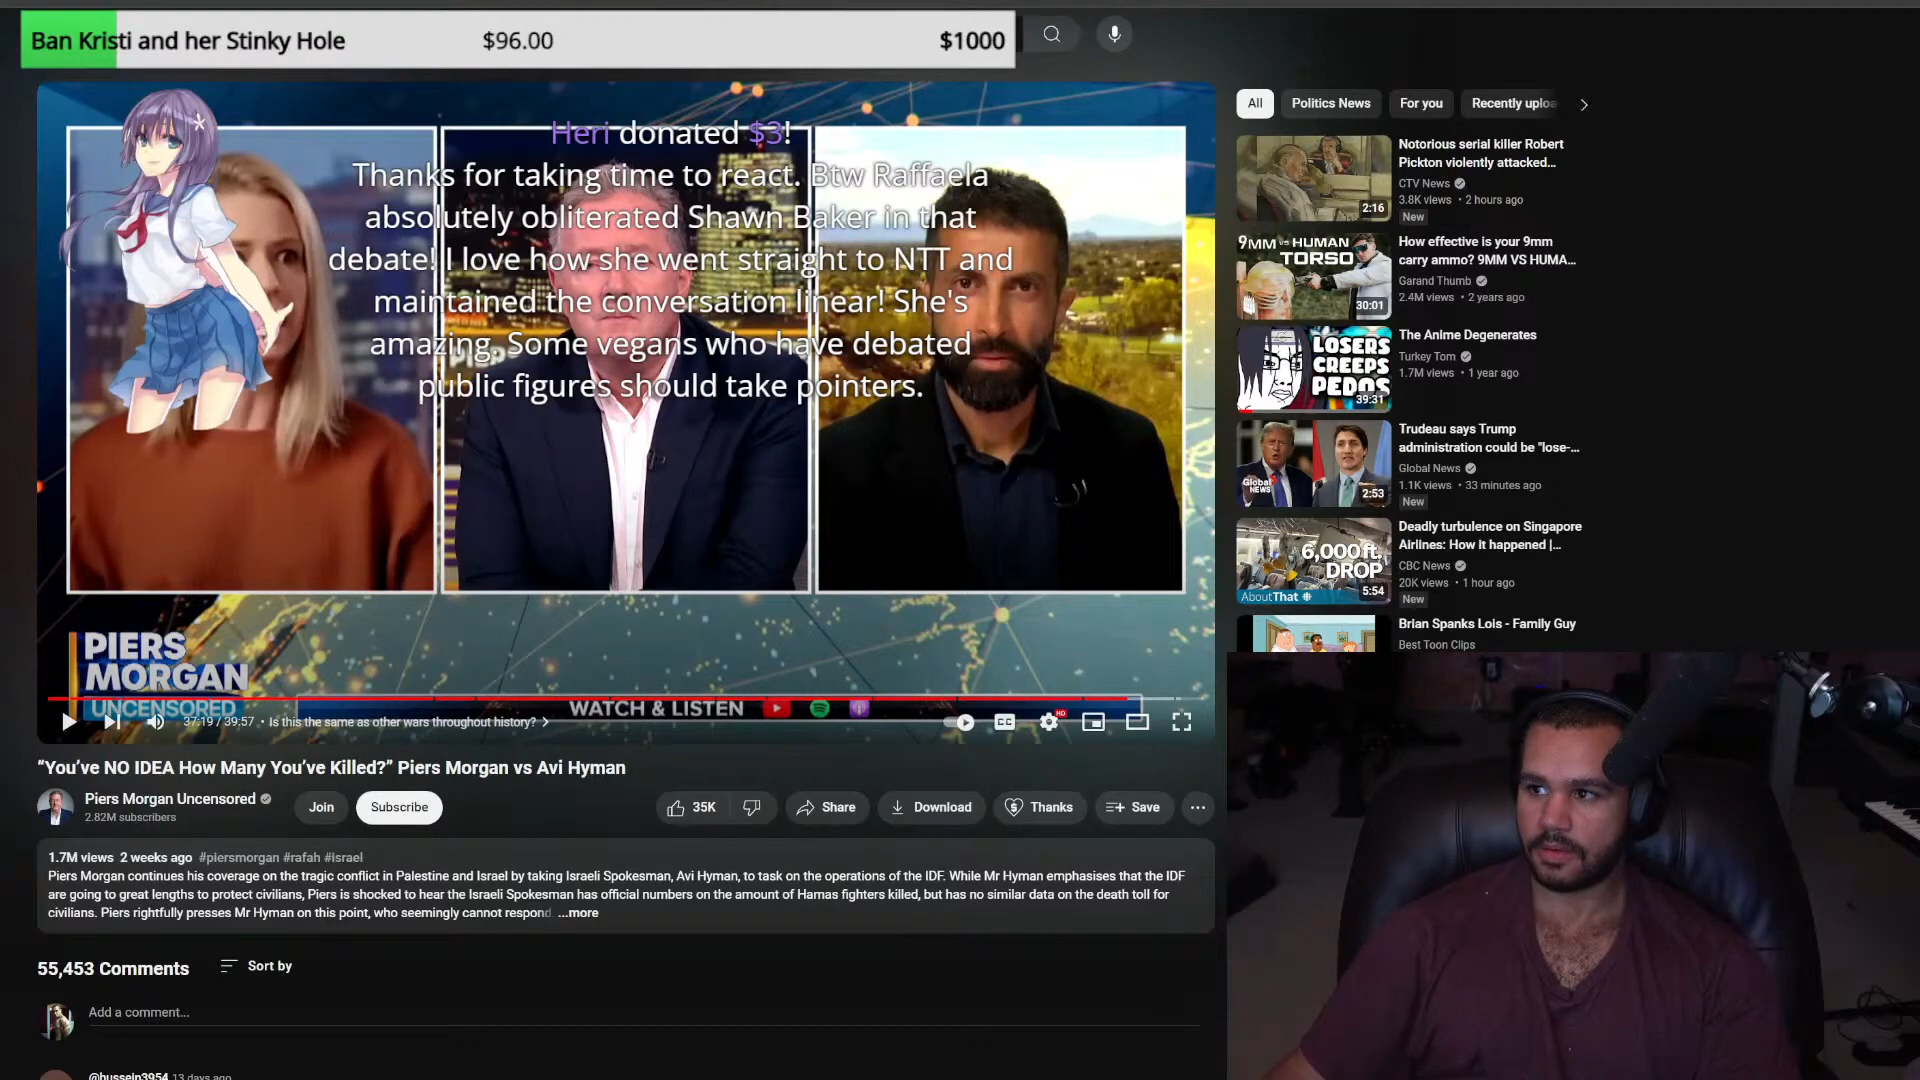 Ban Kristi and her Stinky Hole $96.00 $1000
Heri donated $3!
Thanks for taking time to react. Btw Raffaela
absolutely obliterated Shawn Baker in that
debate! I love how she went straight to NTT and
maintained the conversation linear! She's
amazing. Some vegans who have debated
public figures should take pointers.
PIERS
MORGAN
UNCENSORED
WATCH & LISTEN
37:19 / 39:57 • Is this the same as other wars throughout history?
CC
HD
“You’ve NO IDEA How Many You’ve Killed?” Piers Morgan vs Avi Hyman
Piers Morgan Uncensored
2.82M subscribers
Join
Subscribe
35K
Share
Download
Thanks
Save
1.7M views 2 weeks ago #piersmorgan #rafah #israel
Piers Morgan continues his coverage on the tragic conflict in Palestine and Israel by taking Israeli Spokesman, Avi Hyman, to task on the operations of the IDF. While Mr Hyman emphasises that the IDF
are going to great lengths to protect civilians, Piers is shocked to hear the Israeli Spokesman has official numbers on the amount of Hamas fighters killed, but has no similar data on the death toll for
civilians. Piers rightfully presses Mr Hyman on this point, who seemingly cannot respond. ...more
55,453 Comments
Sort by
Add a comment...
@hussein3954 13 days ago
All
Politics News
For you
Recently uploa
Notorious serial killer Robert
Pickton violently attacked...
CTV News
3.8K views • 2 hours ago
New
2:16
9MM VS HUMAN
TORSO
30:01
How effective is your 9mm
carry ammo? 9MM VS HUMA...
Garand Thumb
2.4M views • 2 years ago
LOSERS
CREEPS
PEDOS
39:31
The Anime Degenerates
Turkey Tom
1.7M views • 1 year ago
Global
NEWS
2:53
Trudeau says Trump
administration could be "lose-...
Global News
1.1K views • 33 minutes ago
New
6,000 ft.
DROP
About That
5:54
Deadly turbulence on Singapore
Airlines: How it happened |...
CBC News
20K views • 1 hour ago
New
Brian Spanks Lois - Family Guy
Best Toon Clips